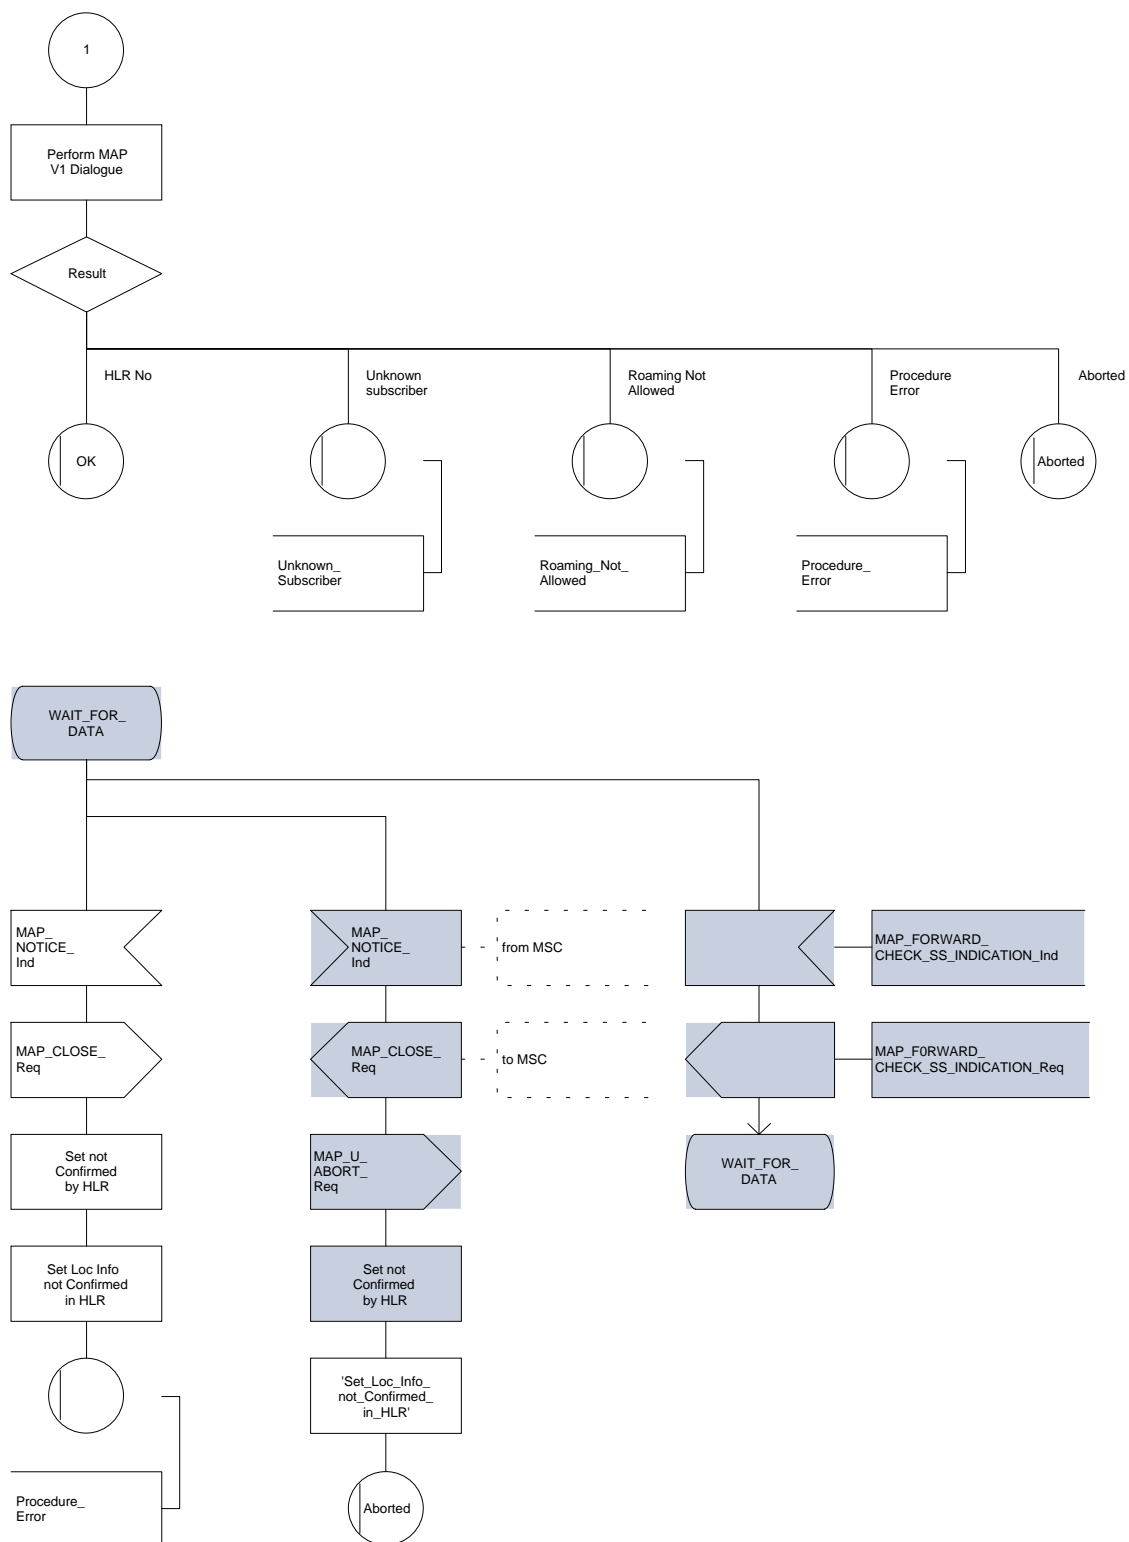 1
Perform MAP
V1 Dialogue
Result
HLR No
Unknown
subscriber
Roaming Not
Allowed
Procedure
Error
Aborted
OK
Aborted
Unknown_
Subscriber
Roaming_Not_
Allowed
Procedure_
Error
WAIT_FOR_
DATA
MAP_
NOTICE_
Ind
MAP_
NOTICE_
Ind
from MSC
MAP_FORWARD_
CHECK_SS_INDICATION_Ind
MAP_CLOSE_
Req
MAP_CLOSE_
Req
to MSC
MAP_F0RWARD_
CHECK_SS_INDICATION_Req
Set not
Confirmed
by HLR
MAP_U_
ABORT_
Req
WAIT_FOR_
DATA
Set Loc Info
not Confirmed
in HLR
Set not
Confirmed
by HLR
'Set_Loc_Info_
not_Confirmed_
in_HLR'
Procedure_
Error
Aborted